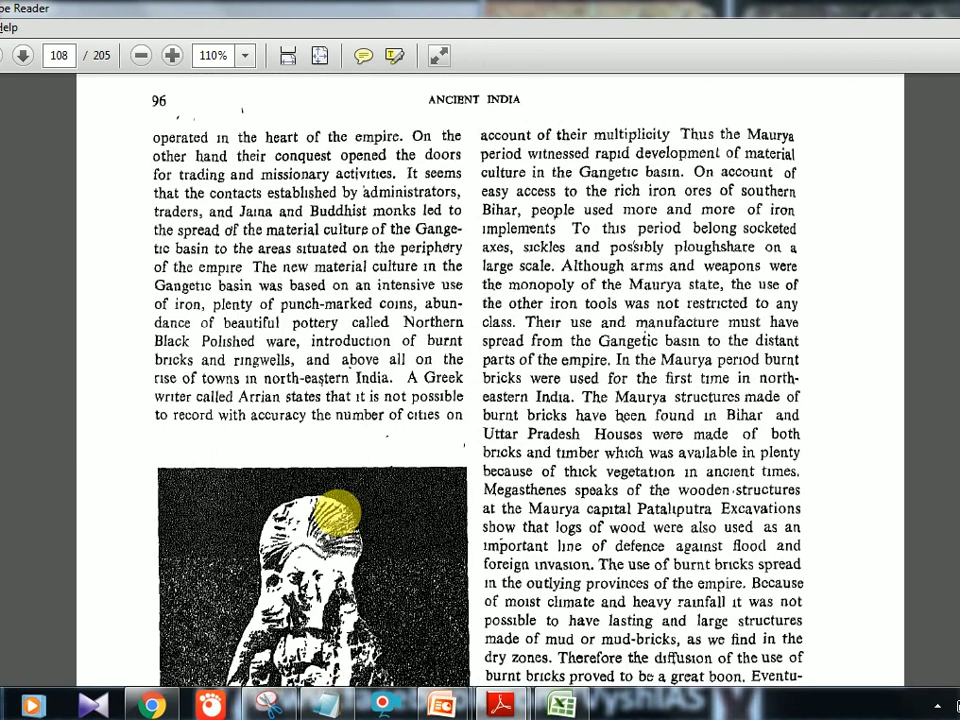 be Reader
Help
108 / 205
110%
96
ANCIENT INDIA
operated in the heart of the empire. On the
other hand their conquest opened the doors
for trading and missionary activities. It seems
that the contacts established by administrators,
traders, and Jaina and Buddhist monks led to
the spread of the material culture of the Gange-
tic basin to the areas situated on the periphery
of the empire The new material culture in the
Gangetic basin was based on an intensive use
of iron, plenty of punch-marked coins, abun-
dance of beautiful pottery called Northern
Black Polished ware, introduction of burnt
bricks and ringwells, and above all on the
rise of towns in north-eastern India. A Greek
writer called Arrian states that it is not possible
to record with accuracy the number of cities on
account of their multiplicity Thus the Maurya
period witnessed rapid development of material
culture in the Gangetic basin. On account of
easy access to the rich iron ores of southern
Bihar, people used more and more of iron
implements To this period belong socketed
axes, sickles and possibly ploughshare on a
large scale. Although arms and weapons were
the monopoly of the Maurya state, the use of
the other iron tools was not restricted to any
class. Their use and manufacture must have
spread from the Gangetic basin to the distant
parts of the empire. In the Maurya period burnt
bricks were used for the first time in north-
eastern India. The Maurya structures made of
burnt bricks have been found in Bihar and
Uttar Pradesh Houses were made of both
bricks and timber which was available in plenty
because of thick vegetation in ancient times.
Megasthenes speaks of the wooden structures
at the Maurya capital Pataliputra Excavations
show that logs of wood were also used as an
important line of defence against flood and
foreign invasion. The use of burnt bricks spread
in the outlying provinces of the empire. Because
of moist climate and heavy rainfall it was not
possible to have lasting and large structures
made of mud or mud-bricks, as we find in the
dry zones. Therefore the diffusion of the use of
burnt bricks proved to be a great boon. Eventu-